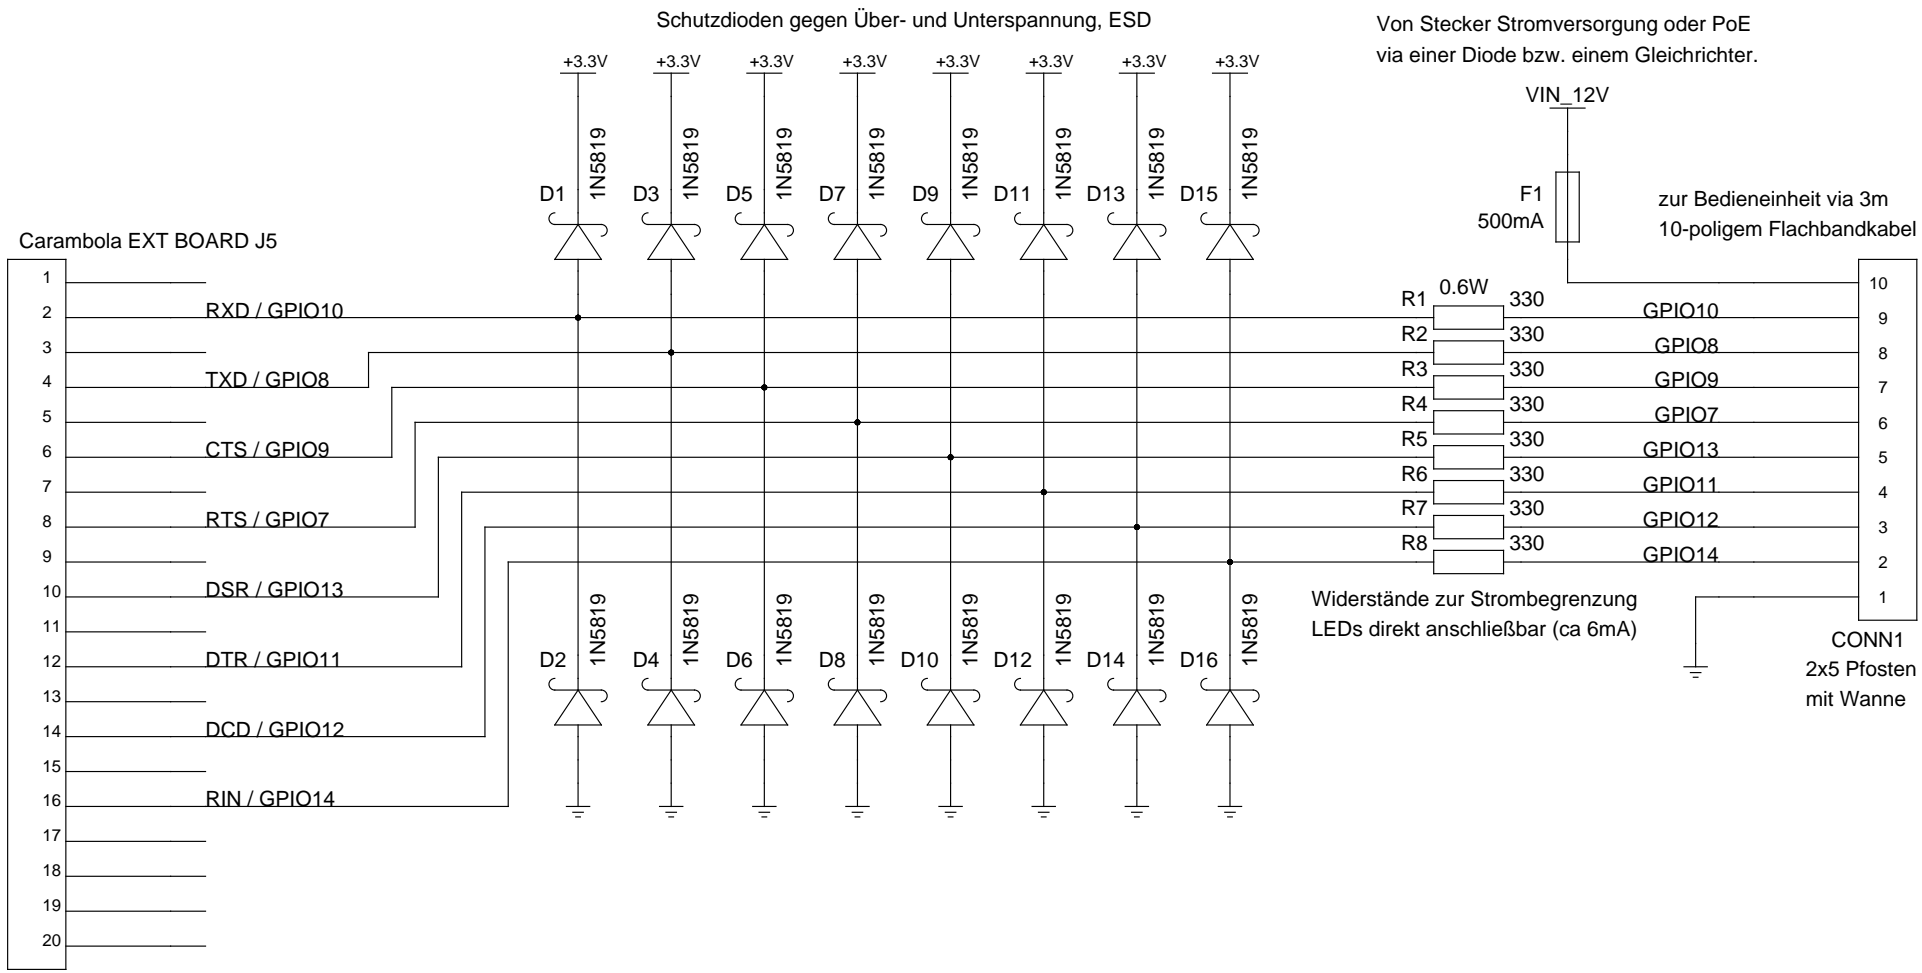 Schutzdioden gegen Über- und Unterspannung, ESD
Von Stecker Stromversorgung oder PoE
via einer Diode bzw. einem Gleichrichter.
+3.3V +3.3V +3.3V +3.3V +3.3V +3.3V +3.3V +3.3V
VIN_12V
1N5819 1N5819 1N5819 1N5819 1N5819 1N5819 1N5819 1N5819
D1 D3 D5 D7 D9 D11 D13 D15
F1
500mA
zur Bedieneinheit via 3m
10-poligem Flachbandkabel
Carambola EXT BOARD J5
1
2 RXD / GPIO10
3
4 TXD / GPIO8
5
6 CTS / GPIO9
7
8 RTS / GPIO7
9
10 DSR / GPIO13
11
12 DTR / GPIO11
13
14 DCD / GPIO12
15
16 RIN / GPIO14
17
18
19
20
0.6W
10
R1 330 GPIO10 9
R2 330 GPIO8 8
R3 330 GPIO9 7
R4 330 GPIO7 6
R5 330 GPIO13 5
R6 330 GPIO11 4
R7 330 GPIO12 3
R8 330 GPIO14 2
1
Widerstände zur Strombegrenzung
LEDs direkt anschließbar (ca 6mA)
CONN1
2x5 Pfosten
mit Wanne
1N5819 1N5819 1N5819 1N5819 1N5819 1N5819 1N5819 1N5819
D2 D4 D6 D8 D10 D12 D14 D16